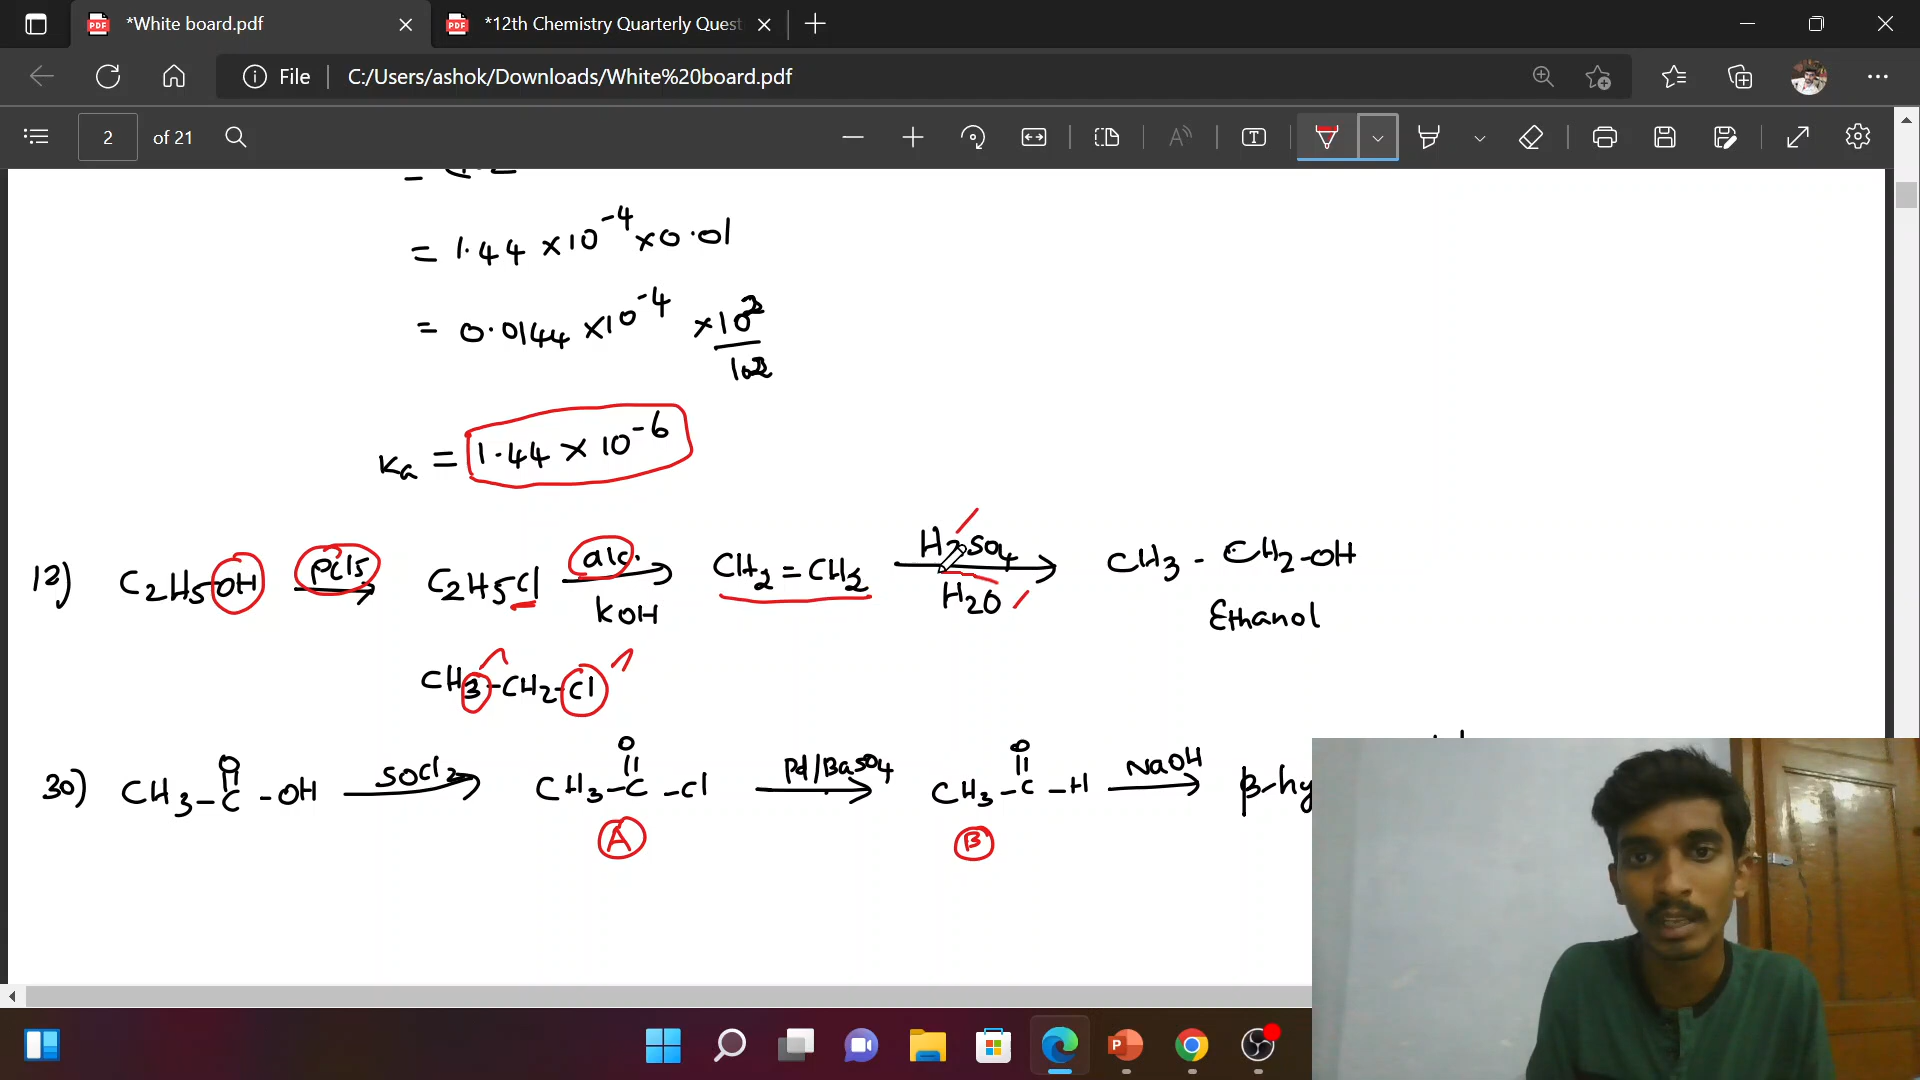 *White board.pdf
*12th Chemistry Quarterly Quest
File
C:/Users/ashok/Downloads/White%20board.pdf
2 of 21
= 1.44 ×10⁻⁴ ×0.01
= 0.0144 ×10⁻⁴ ×10²/10²
Ka = 1.44 × 10⁻⁶
PCl5 alc. H2SO4
12) C2H5OH → C2H5Cl → CH2=CH2 → CH3-CH2-OH
KOH H2O Ethanol
CH3-CH2-Cl
O O O
SOCl2 Pd/BaSO4 NaOH
30) CH3-C-OH → CH3-C-Cl → CH3-C-H → β-hy
A B